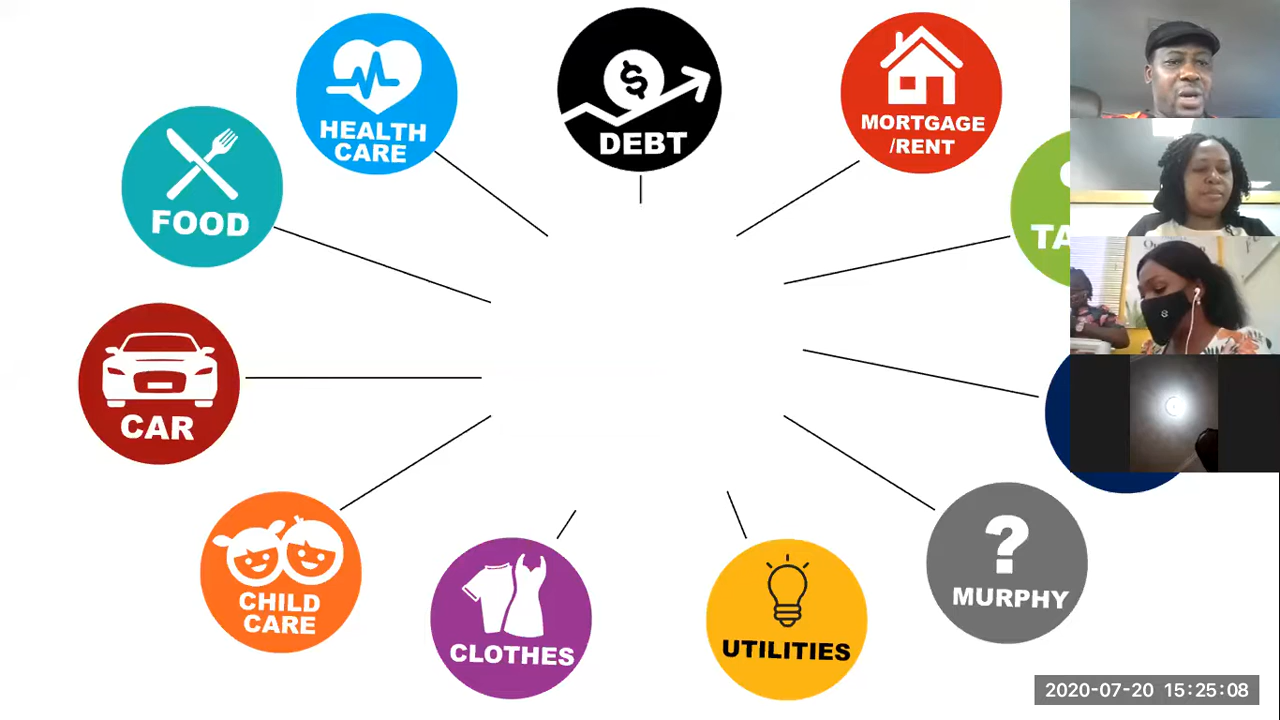 HEALTH
CARE
DEBT
MORTGAGE
/RENT
FOOD
CAR
CHILD
CARE
CLOTHES
UTILITIES
MURPHY
2020-07-20 15:25:08